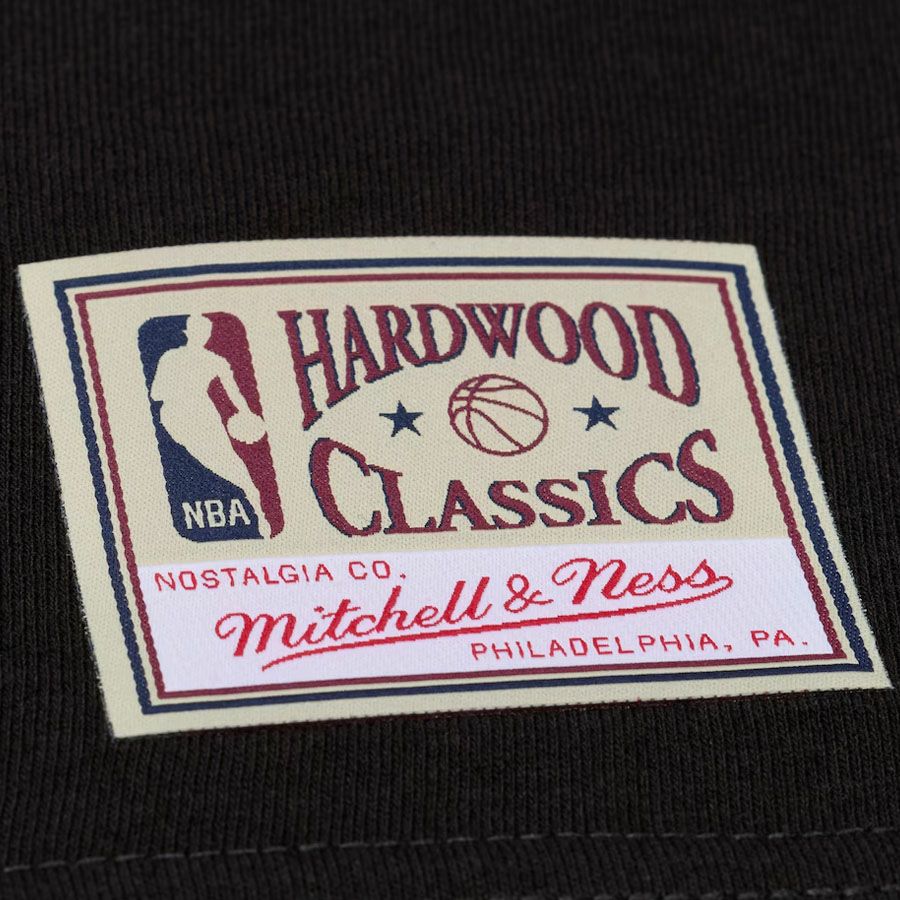 HARDWOOD
CLASSICS
NBA
NOSTALGIA CO.
Mitchell & Ness
PHILADELPHIA, PA.